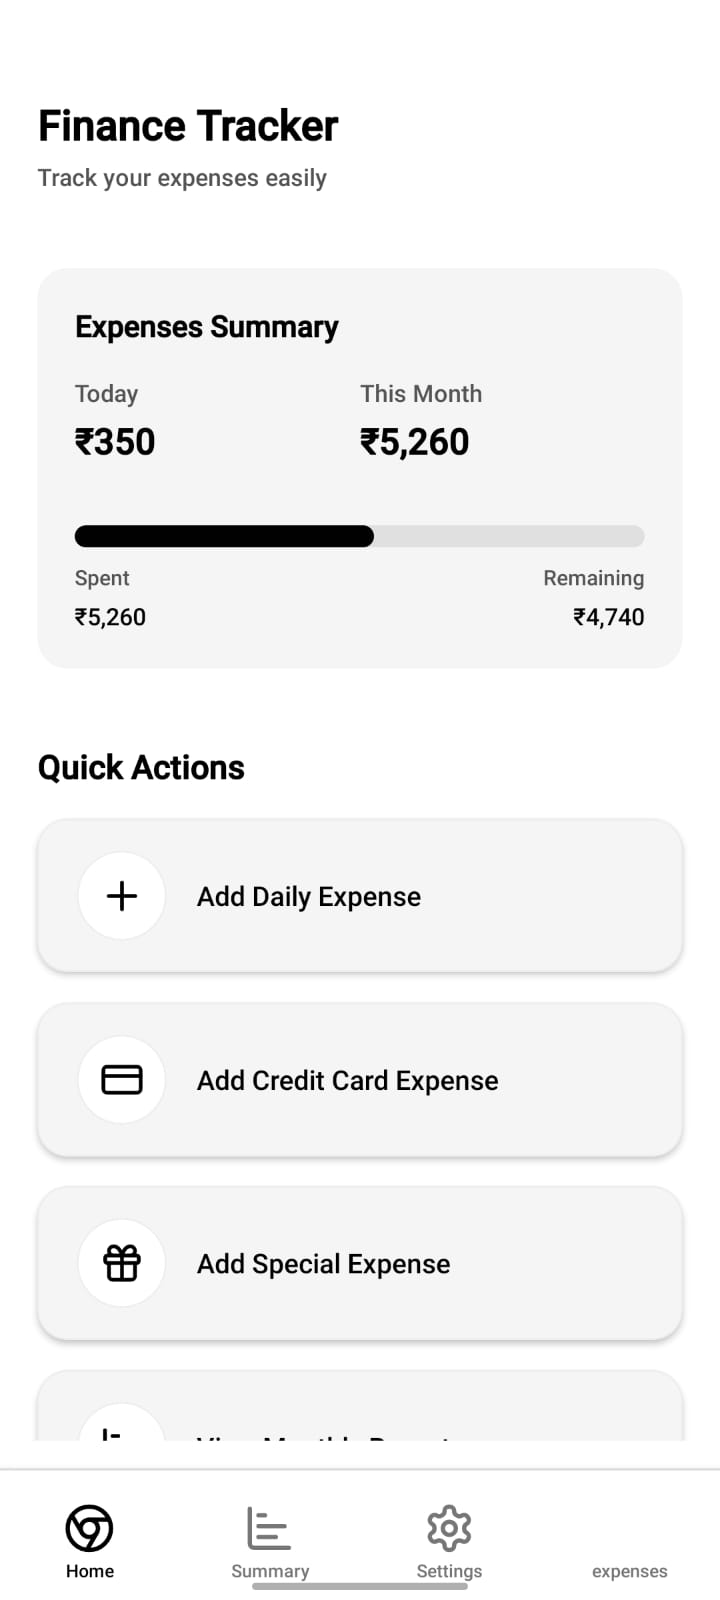 Finance Tracker
Track your expenses easily
Expenses Summary
Today
This Month
₹350
₹5,260
Spent
Remaining
₹5,260
₹4,740
Quick Actions
Add Daily Expense
Add Credit Card Expense
Add Special Expense
Home
Summary
Settings
expenses